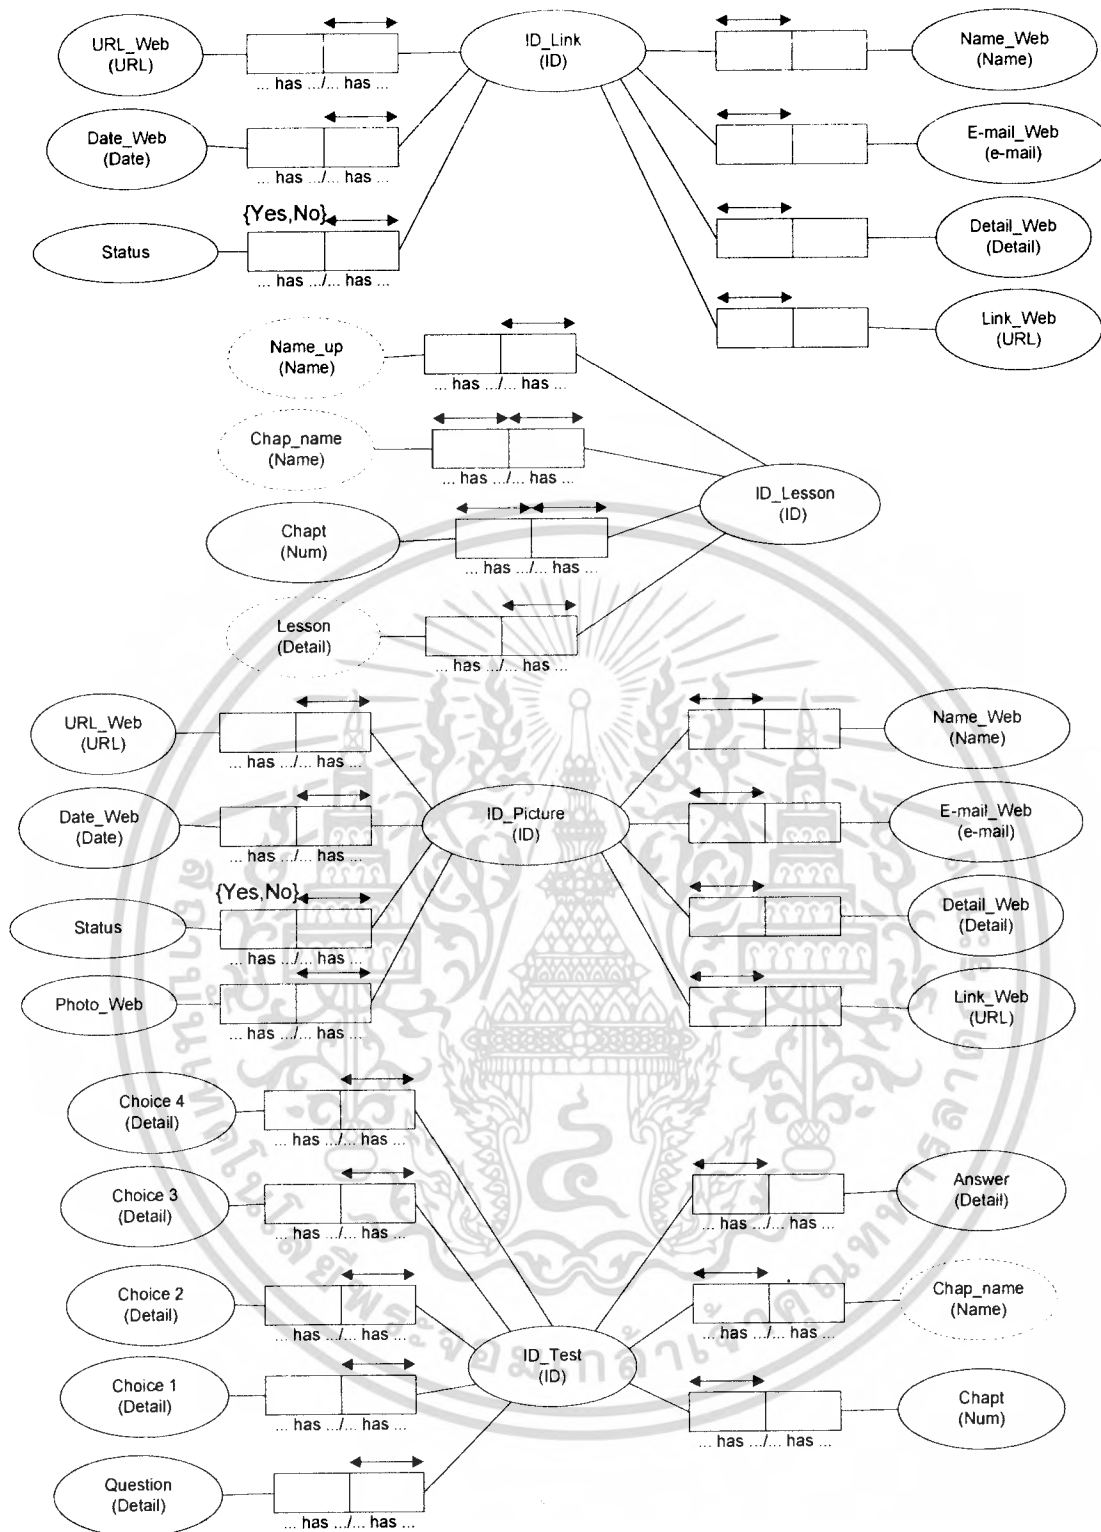 URL_Web
(URL)
... has .../... has ...
ID_Link
(ID)
Name_Web
(Name)
Date_Web
(Date)
... has .../... has ...
E-mail_Web
(e-mail)
{Yes,No}
Status
... has .../... has ...
Detail_Web
(Detail)
Link_Web
(URL)
Name_up
(Name)
... has .../... has ...
Chap_name
(Name)
... has .../... has ...
ID_Lesson
(ID)
Chapt
(Num)
... has .../... has ...
Lesson
(Detail)
... has .../... has ...
URL_Web
(URL)
... has .../... has ...
Name_Web
(Name)
Date_Web
(Date)
... has .../... has ...
ID_Picture
(ID)
E-mail_Web
(e-mail)
{Yes,No}
Status
... has .../... has ...
Detail_Web
(Detail)
Photo_Web
... has .../... has ...
Link_Web
(URL)
Choice 4
(Detail)
... has .../... has ...
Choice 3
(Detail)
... has .../... has ...
Answer
(Detail)
... has .../... has ...
Choice 2
(Detail)
... has .../... has ...
Chap_name
(Name)
... has .../... has ...
ID_Test
(ID)
Choice 1
(Detail)
... has .../... has ...
Chapt
(Num)
... has .../... has ...
Question
(Detail)
... has .../... has ...